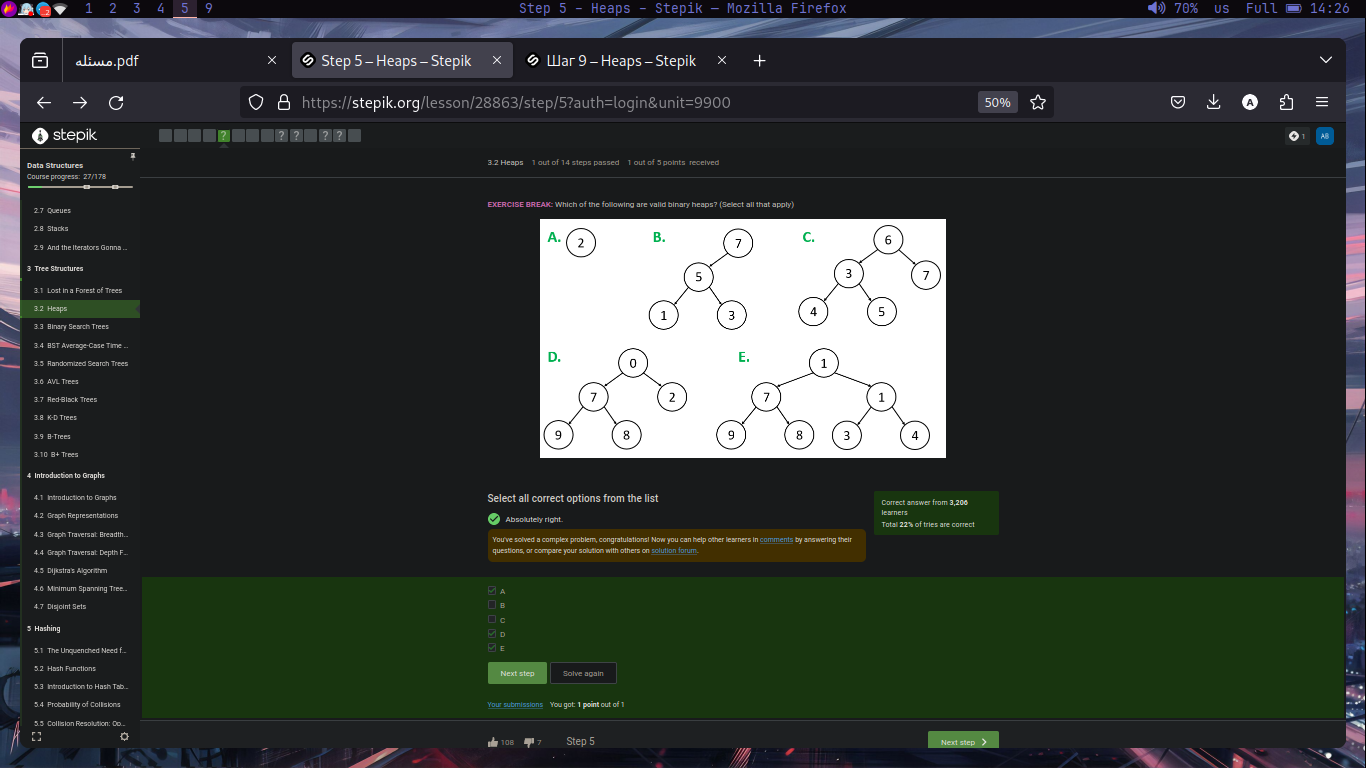 1 2 3 4 5 9 Step 5 – Heaps – Stepik — Mozilla Firefox 70% us Full 14:26
مسئله.pdf Step 5 – Heaps – Stepik Шаг 9 – Heaps – Stepik
https://stepik.org/lesson/28863/step/5?auth=login&unit=9900 50%
stepik ? ? ? ? ? 1 AB
Data Structures
Course progress: 27/178
2.7 Queues
2.8 Stacks
2.9 And the Iterators Gonna ...
3 Tree Structures
3.1 Lost in a Forest of Trees
3.2 Heaps
3.3 Binary Search Trees
3.4 BST Average-Case Time ...
3.5 Randomized Search Trees
3.6 AVL Trees
3.7 Red-Black Trees
3.8 K-D Trees
3.9 B-Trees
3.10 B+ Trees
4 Introduction to Graphs
4.1 Introduction to Graphs
4.2 Graph Representations
4.3 Graph Traversal: Breadth...
4.4 Graph Traversal: Depth F...
4.5 Dijkstra's Algorithm
4.6 Minimum Spanning Tree...
4.7 Disjoint Sets
5 Hashing
5.1 The Unquenched Need f...
5.2 Hash Functions
5.3 Introduction to Hash Tab...
5.4 Probability of Collisions
5.5 Collision Resolution: Op...
3.2 Heaps 1 out of 14 steps passed 1 out of 5 points received
EXERCISE BREAK: Which of the following are valid binary heaps? (Select all that apply)
A. 2 B. 7 C. 6
5 3 7
1 3 4 5
D. 0 E. 1
7 2 7 1
9 8 9 8 3 4
Select all correct options from the list
Absolutely right.
You've solved a complex problem, congratulations! Now you can help other learners in comments by answering their
questions, or compare your solution with others on solution forum.
Correct answer from 3,206
learners
Total 22% of tries are correct
A
B
C
D
E
Next step Solve again
Your submissions You got: 1 point out of 1
108 7 Step 5 Next step